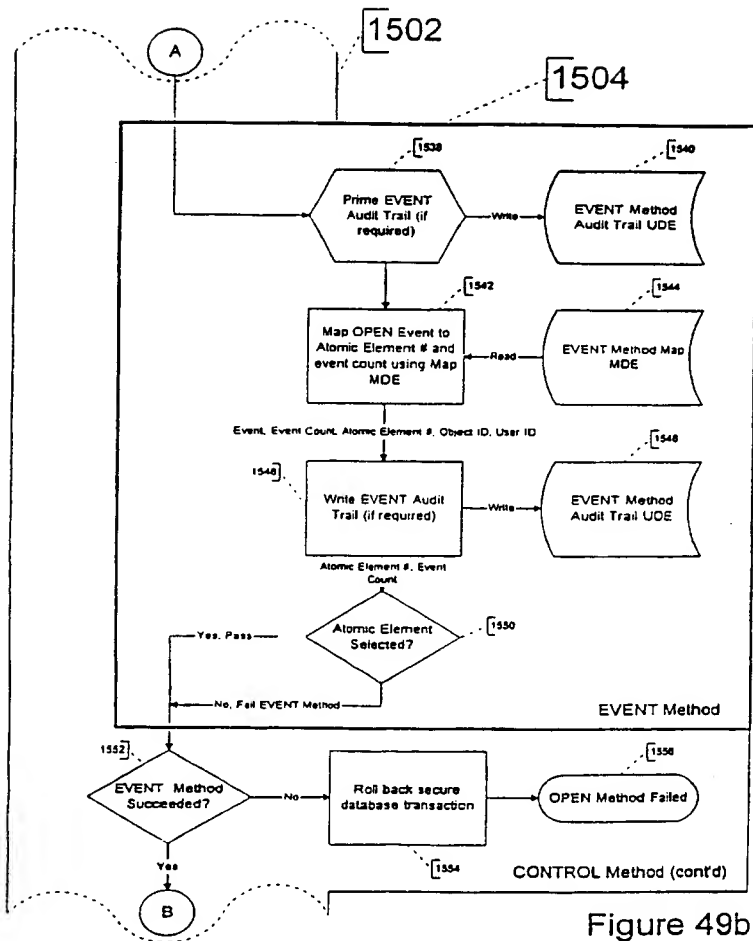 A
1502
1504
1538
Prime EVENT
Audit Trail (if
required)
Write
1540
EVENT Method
Audit Trail UDE
1542
Map OPEN Event to
Atomic Element # and
event count using Map
MDE
Read
1544
EVENT Method Map
MDE
Event, Event Count, Atomic Element #, Object ID, User ID
1546
Write EVENT Audit
Trail (if required)
Write
1548
EVENT Method
Audit Trail UDE
Atomic Element #, Event
Count
Atomic Element
Selected?
1550
Yes, Pass
No, Fail EVENT Method
EVENT Method
1552
EVENT Method
Succeeded?
No
Roll back secure
database transaction
1554
1556
OPEN Method Failed
Yes
CONTROL Method (cont'd)
B
Figure 49b